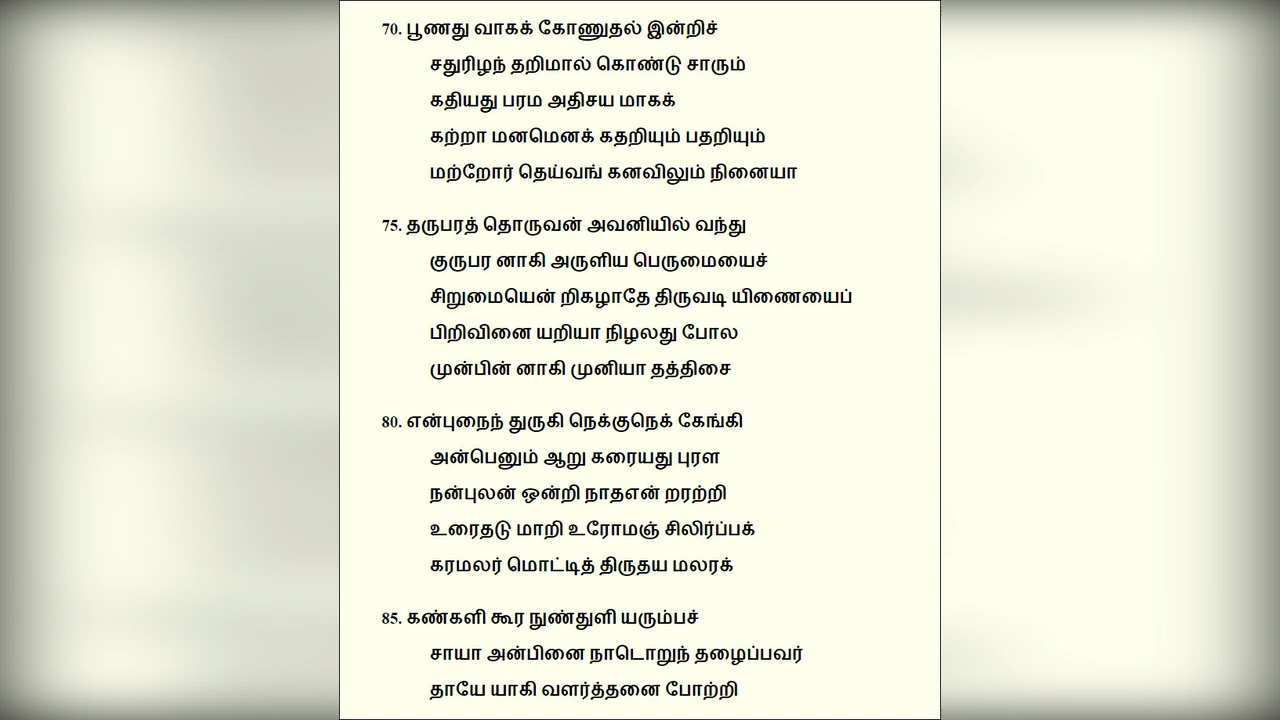 70. பூணது வாகக் கோணுதல் இன்றிச்
சதுரிழந் தறிமால் கொண்டு சாரும்
கதியது பரம அதிசய மாகக்
கற்றா மனமெனக் கதறியும் பதறியும்
மற்றோர் தெய்வங் கனவிலும் நினையா
75. தருபரத் தொருவன் அவனியில் வந்து
குருபர னாகி அருளிய பெருமையைச்
சிறுமையென் றிகழாதே திருவடி யிணையைப்
பிறிவினை யறியா நிழலது போல
முன்பின் னாகி முனியா தத்திசை
80. என்புநைந் துருகி நெக்குநெக் கேங்கி
அன்பெனும் ஆறு கரையது புரள
நன்புலன் ஒன்றி நாதஎன் றரற்றி
உரைதடு மாறி உரோமஞ் சிலிர்ப்பக்
கரமலர் மொட்டித் திருதய மலரக்
85. கண்களி கூர நுண்துளி யரும்பச்
சாயா அன்பினை நாடொறுந் தழைப்பவர்
தாயே யாகி வளர்த்தனை போற்றி